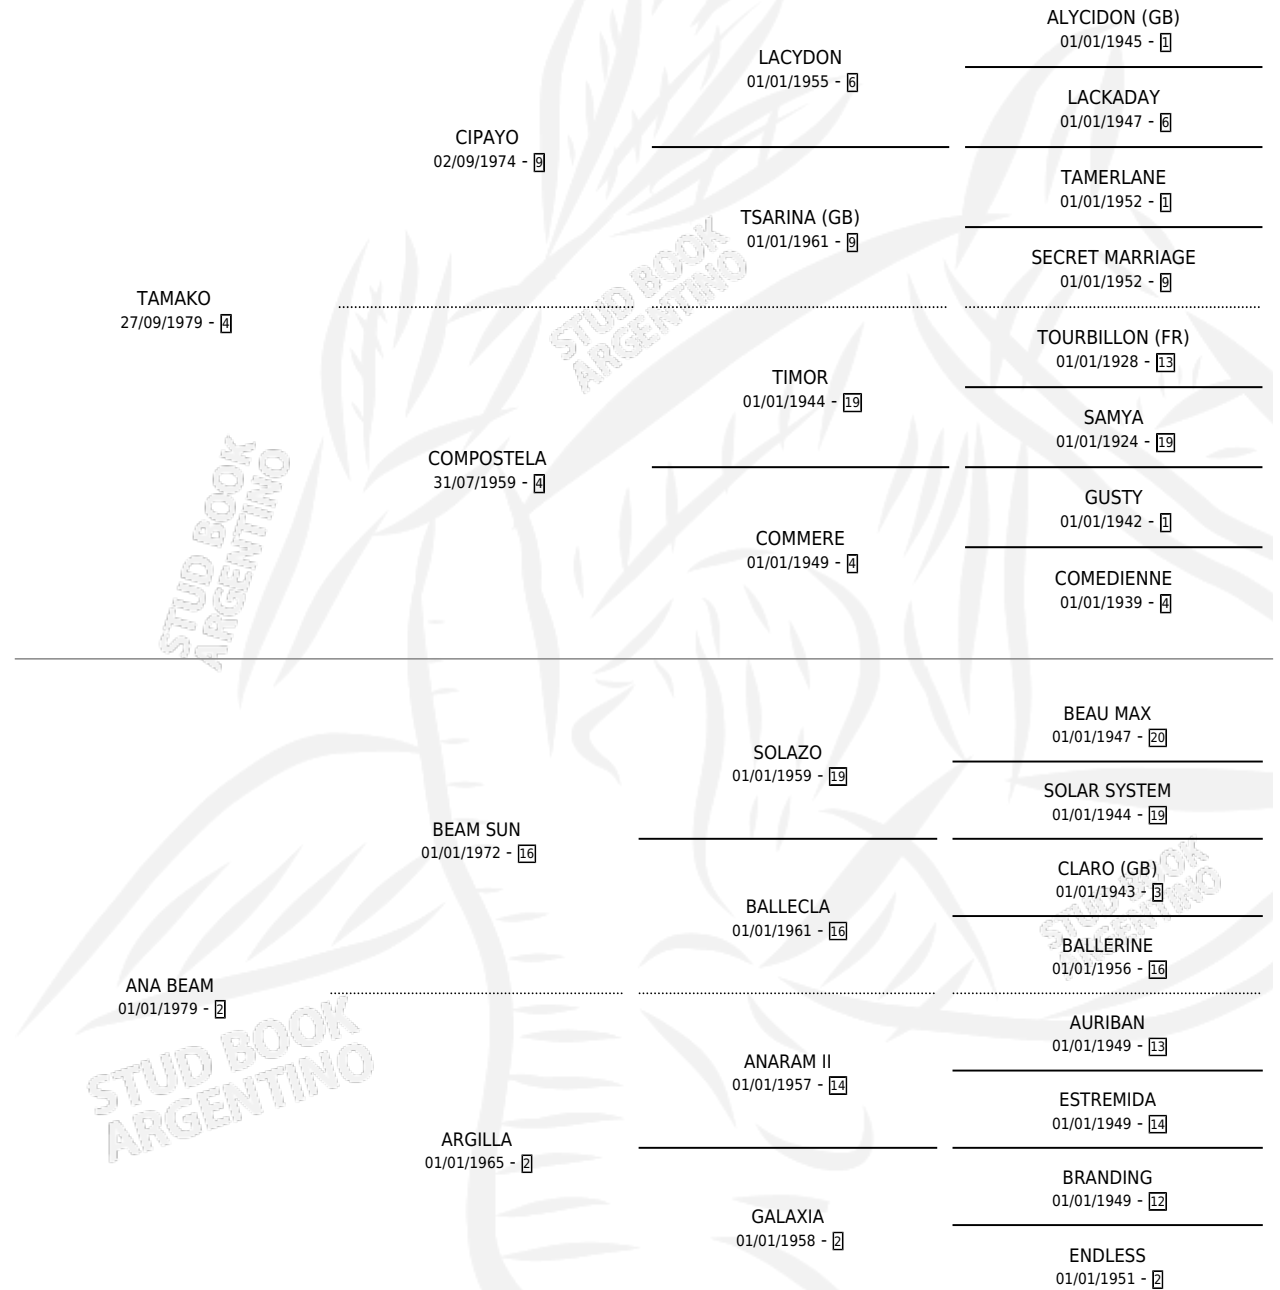 ALYCIDON (GB)
01/01/1945 - 1
LACYDON
01/01/1955 - 6
LACKADAY
01/01/1947 - 6
CIPAYO
02/09/1974 - 9
TAMERLANE
01/01/1952 - 1
TSARINA (GB)
01/01/1961 - 9
SECRET MARRIAGE
01/01/1952 - 9
TAMAKO
27/09/1979 - 4
STUD BOOK
ARGENTINO
TOURBILLON (FR)
01/01/1928 - 13
TIMOR
01/01/1944 - 19
SAMYA
01/01/1924 - 19
COMPOSTELA
31/07/1959 - 4
GUSTY
01/01/1942 - 1
COMMERE
01/01/1949 - 4
COMEDIENNE
01/01/1939 - 4
STUD BOOK
ARGENTINO
BEAU MAX
01/01/1947 - 20
SOLAZO
01/01/1959 - 19
SOLAR SYSTEM
01/01/1944 - 19
BEAM SUN
01/01/1972 - 16
CLARO (GB)
01/01/1943 - 3
BALLECLA
01/01/1961 - 16
BALLERINE
01/01/1956 - 16
STUD BOOK
ARGENTINO
ANA BEAM
01/01/1979 - 2
STUD BOOK
ARGENTINO
AURIBAN
01/01/1949 - 13
ANARAM II
01/01/1957 - 14
ESTREMIDA
01/01/1949 - 14
ARGILLA
01/01/1965 - 2
BRANDING
01/01/1949 - 12
GALAXIA
01/01/1958 - 2
ENDLESS
01/01/1951 - 2